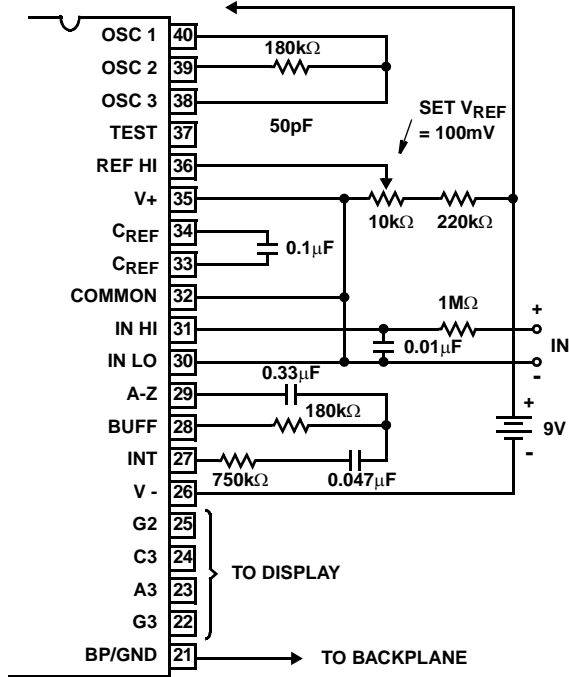 OSC 1 40
180kΩ
OSC 2 39
OSC 3 38
TEST 37 50pF
SET VREF
= 100mV
REF HI 36
V+ 35
10kΩ 220kΩ
CREF 34
0.1µF
CREF 33
COMMON 32
1MΩ +
IN HI 31
0.01µF IN
IN LO 30 -
0.33µF
A-Z 29
180kΩ +
BUFF 28 9V
INT 27 -
750kΩ 0.047µF
V - 26
G2 25
C3 24
TO DISPLAY
A3 23
G3 22
BP/GND 21 TO BACKPLANE